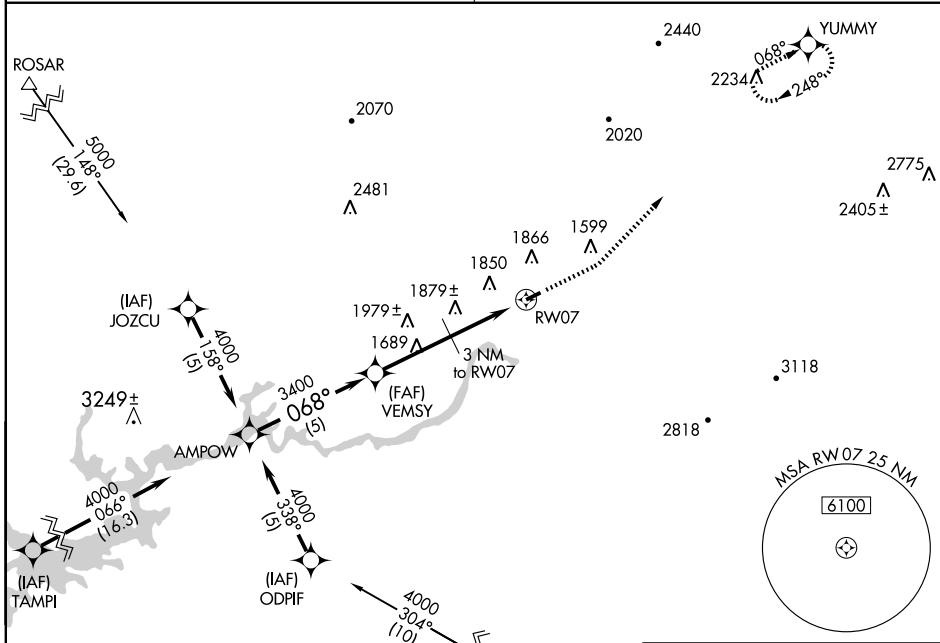 2440
YUMMY
068°
2234
248°
ROSAR
5000
148°
(29.6)
2070
2020
2775
2405±
2481
1599
1866
1850
1879±
1979±
1689
RW07
3 NM
to RW07
(IAF)
JOZCU
4000
158°
(5)
3400
068°
(5)
(FAF)
VEMSY
3118
2818
3249±
AMPOW
4000
066°
(16.3)
(IAF)
TAMPI
4000
338°
(5)
(IAF)
ODPIF
4000
304°
(10)
MSA RW 07 25 NM
6100